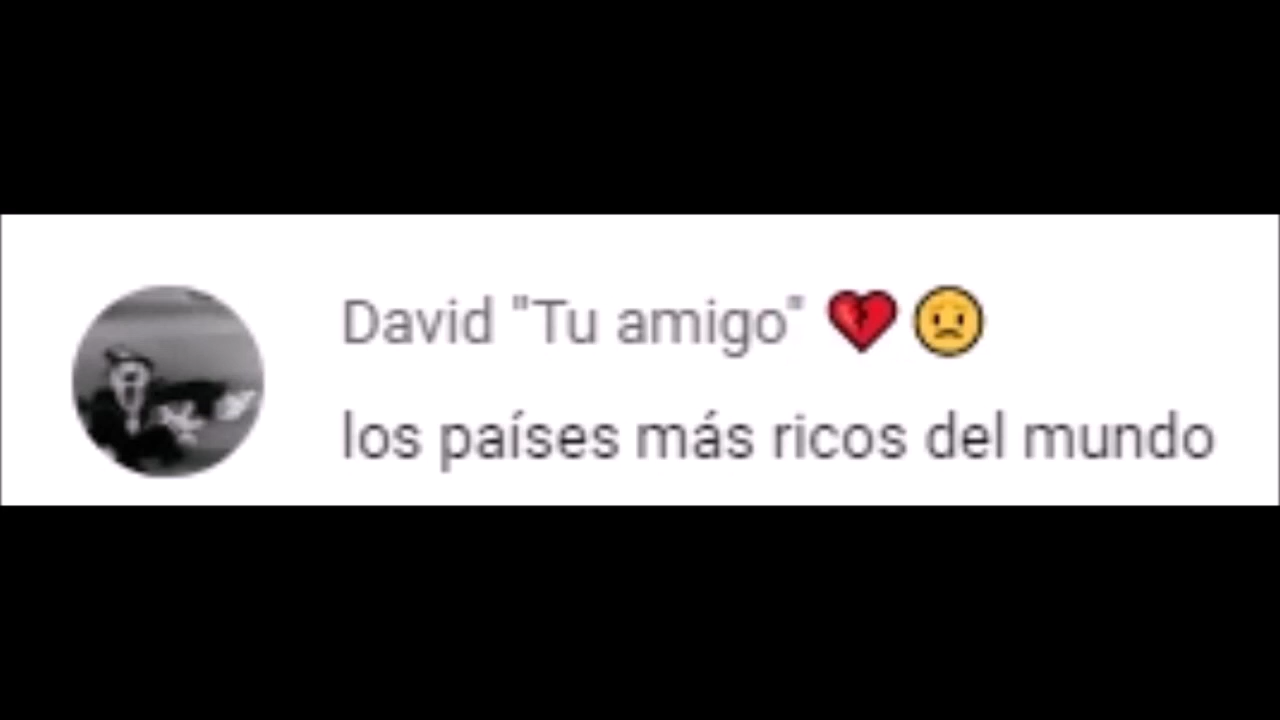 David "Tu amigo" 💔 😟
los países más ricos del mundo